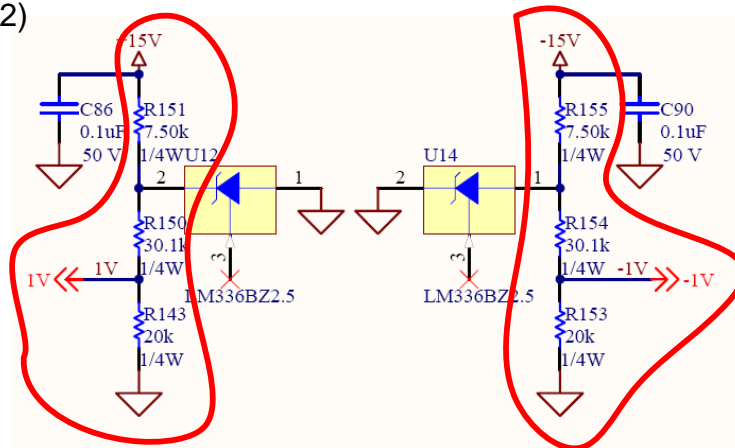 2)
+15V
-15V
C86
0.1uF
50 V
R151
7.50k
1/4W
U12
2
1
R150
30.1k
1/4W
1V
1V
3
LM336BZ2.5
R143
20k
1/4W
R155
7.50k
1/4W
C90
0.1uF
50 V
U14
2
1
R154
30.1k
1/4W
-1V
-1V
3
LM336BZ2.5
R153
20k
1/4W